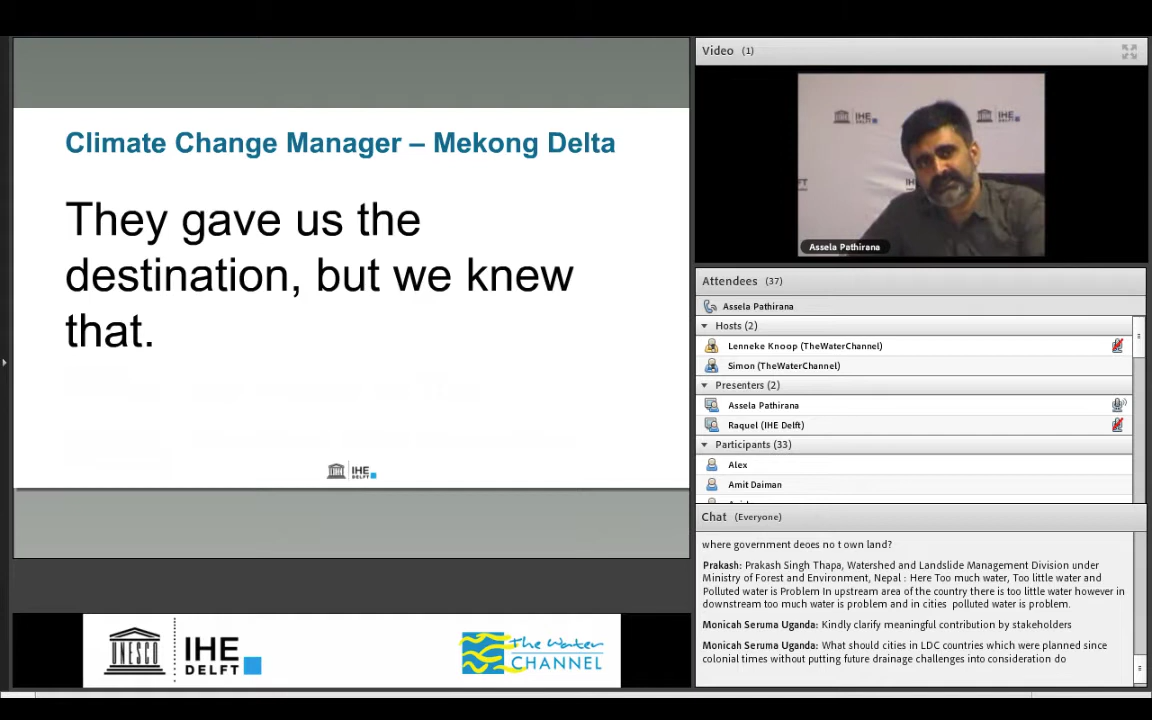 Climate Change Manager – Mekong Delta
They gave us the
destination, but we knew
that.
IHE
DELFT
UNESCO
IHE
DELFT
The Water
CHANNEL
Video (1)
IHE
IHE
Assela Pathirana
Attendees (37)
Assela Pathirana
Hosts (2)
Lenneke Knoop (TheWaterChannel)
Simon (TheWaterChannel)
Presenters (2)
Assela Pathirana
Raquel (IHE Delft)
Participants (33)
Alex
Amit Daiman
Chat (Everyone)
where government deoes no t own land?
Prakash: Prakash Singh Thapa, Watershed and Landslide Management Division under
Ministry of Forest and Environment, Nepal : Here Too much water, Too little water and
Polluted water is Problem In upstream area of the country there is too little water however in
downstream too much water is problem and in cities polluted water is problem.
Monicah Seruma Uganda: Kindly clarify meaningful contribution by stakeholders
Monicah Seruma Uganda: What should cities in LDC countries which were planned since
colonial times without putting future drainage challenges into consideration do